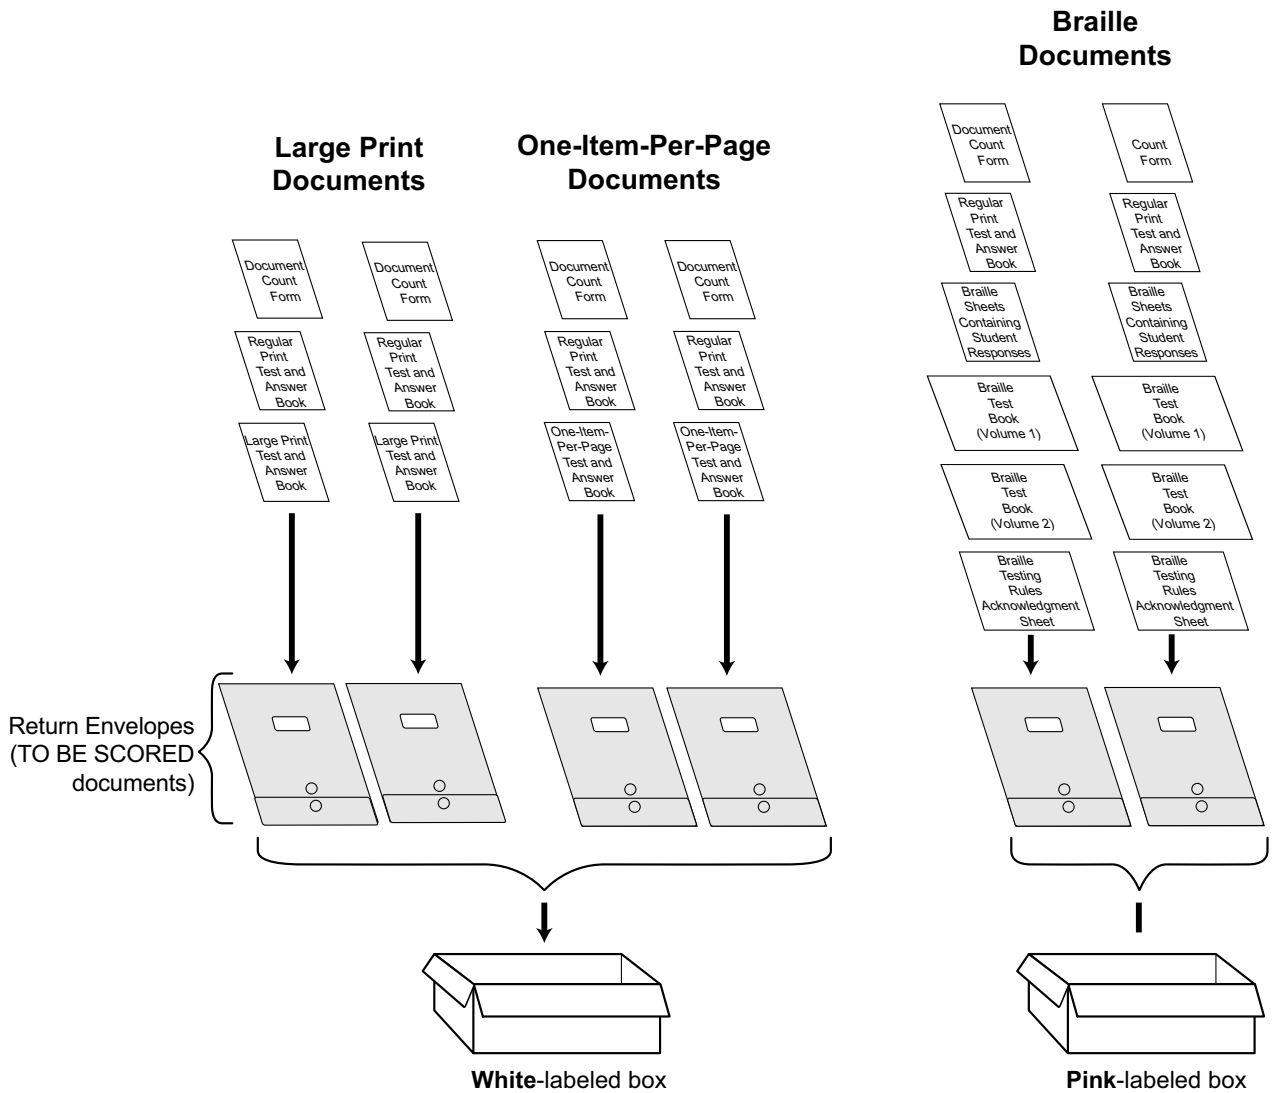 Braille
Documents
Large Print
Documents
One-Item-Per-Page
Documents
Document
Count
Form
Regular
Print
Test and
Answer
Book
Large Print
Test and
Answer
Book
Document
Count
Form
Regular
Print
Test and
Answer
Book
Large Print
Test and
Answer
Book
Document
Count
Form
Regular
Print
Test and
Answer
Book
One-Item-
Per-Page
Test and
Answer
Book
Document
Count
Form
Regular
Print
Test and
Answer
Book
One-Item-
Per-Page
Test and
Answer
Book
Document
Count
Form
Regular
Print
Test and
Answer
Book
Braille
Sheets
Containing
Student
Responses
Braille
Test
Book
(Volume 1)
Braille
Test
Book
(Volume 2)
Braille
Testing
Rules
Acknowledgment
Sheet
Count
Form
Regular
Print
Test and
Answer
Book
Braille
Sheets
Containing
Student
Responses
Braille
Test
Book
(Volume 1)
Braille
Test
Book
(Volume 2)
Braille
Testing
Rules
Acknowledgment
Sheet
Return Envelopes
(TO BE SCORED
documents)
White-labeled box
Pink-labeled box